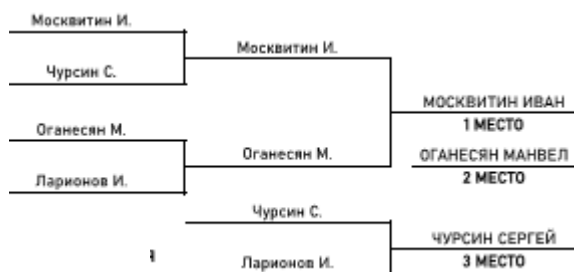 Москвитин И.
Москвитин И.
Чурсин С.
МОСКВИТИН ИВАН
1 МЕСТО
Оганесян М.
Оганесян М.
ОГАНЕСЯН МАНВЕЛ
2 МЕСТО
Ларионов И.
Чурсин С.
ЧУРСИН СЕРГЕЙ
Ларионов И.
3 МЕСТО